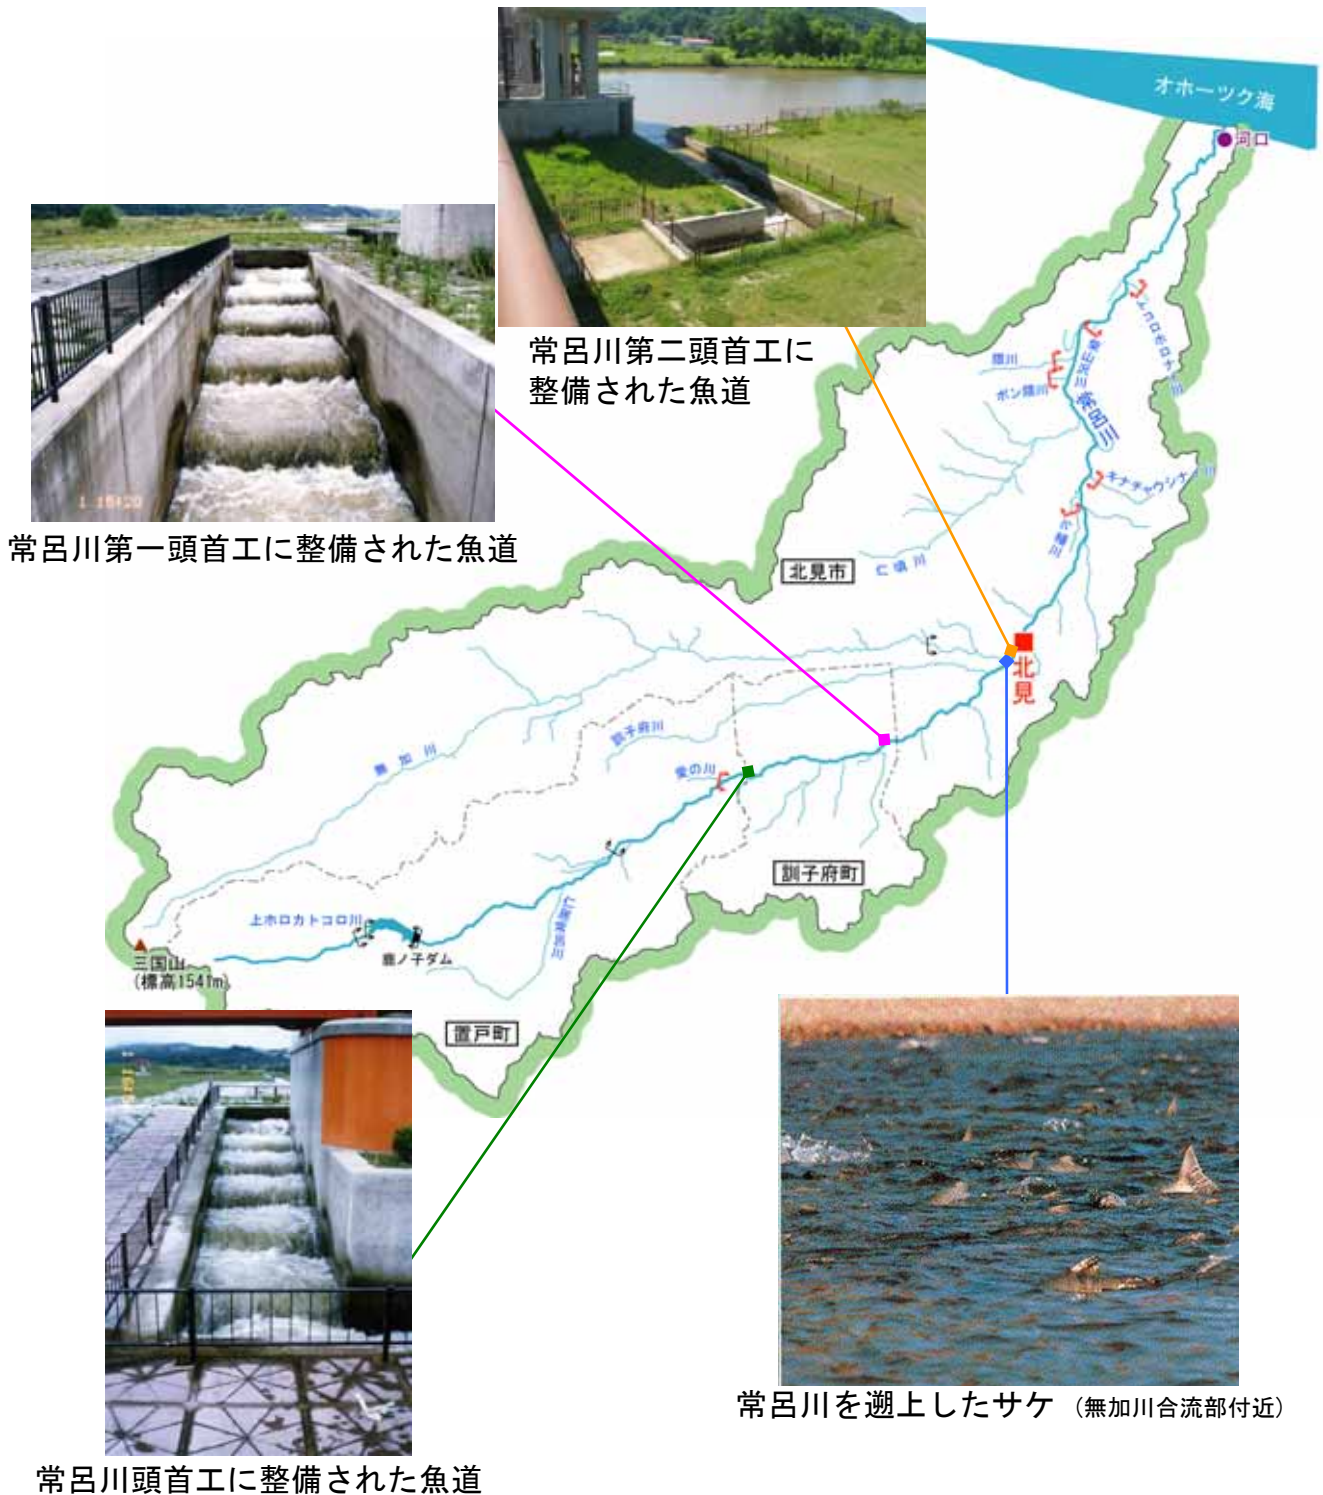 オホーツク海
河口
常呂川第二頭首工に
整備された魚道
常呂川第一頭首工に整備された魚道
隈川
ポン隈川
常呂川
仁頃川
北見市
北見
訓子府川
無加川
訓子府町
上ホロカトコロ川
鹿ノ子ダム
三国山
(標高1541m)
置戸町
常呂川を遡上したサケ (無加川合流部付近)
常呂川頭首工に整備された魚道